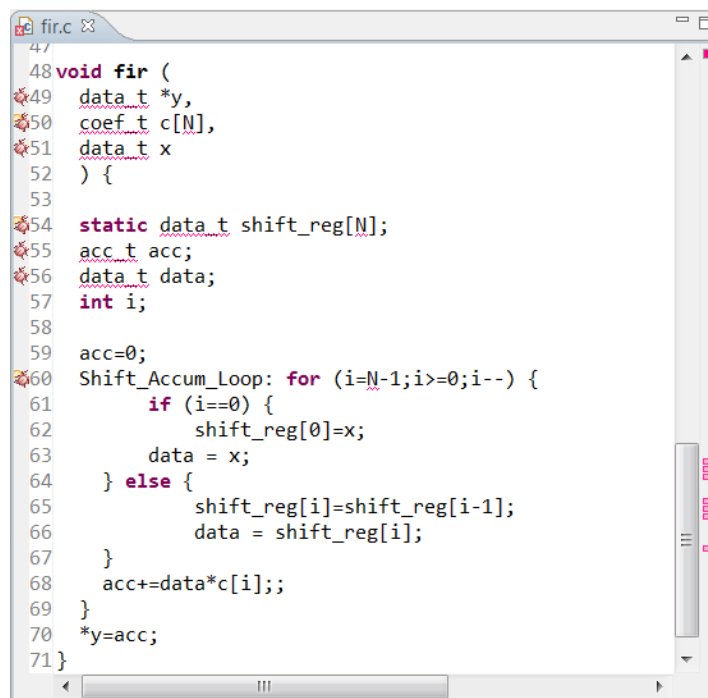 fir.c
47
48 void fir (
49 data_t *y,
50 coef_t c[N],
51 data_t x
52 ) {
53
54 static data_t shift_reg[N];
55 acc_t acc;
56 data_t data;
57 int i;
58
59 acc=0;
60 Shift_Accum_Loop: for (i=N-1;i>=0;i--) {
61 if (i==0) {
62 shift_reg[0]=x;
63 data = x;
64 } else {
65 shift_reg[i]=shift_reg[i-1];
66 data = shift_reg[i];
67 }
68 acc+=data*c[i];;
69 }
70 *y=acc;
71 }